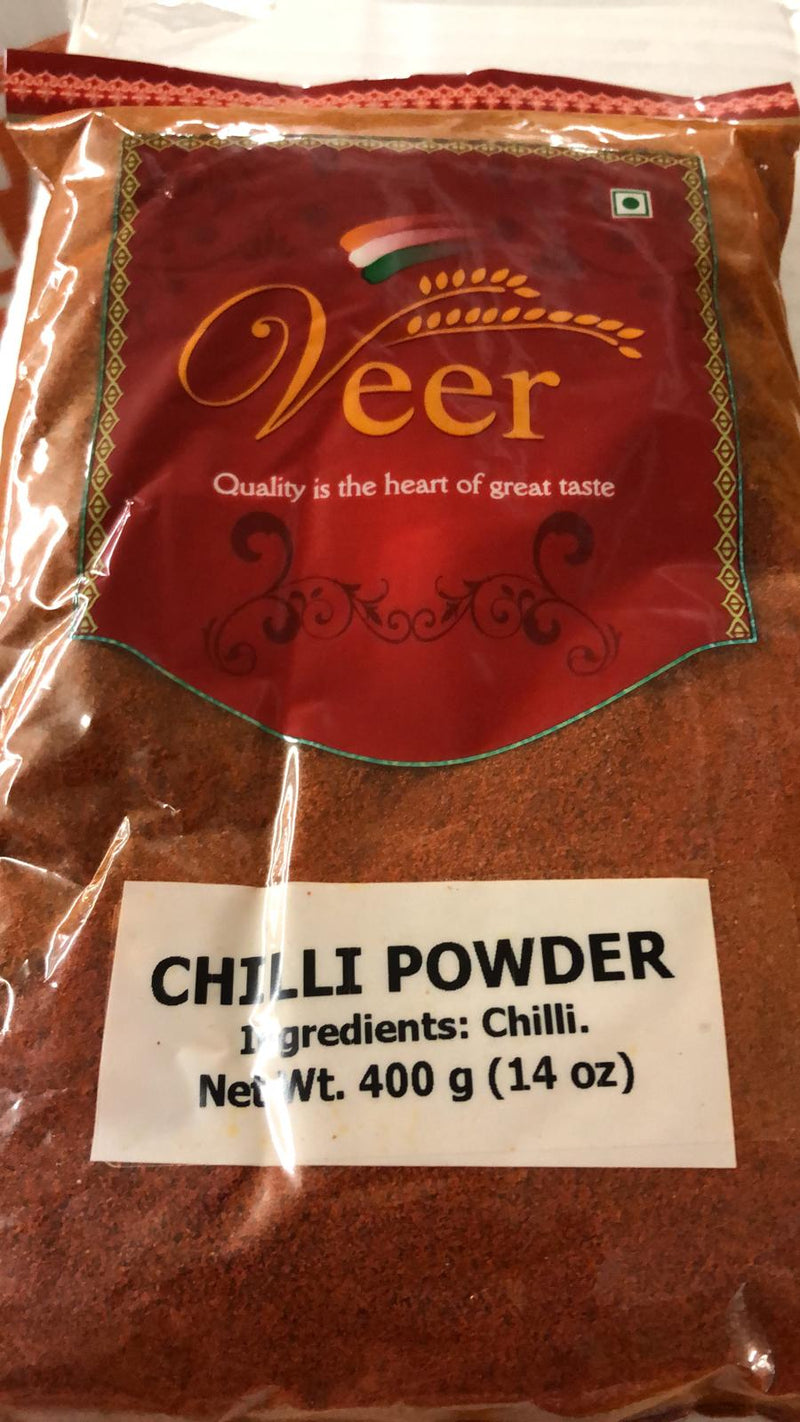 Veer
Quality is the heart of great taste
CHILLI POWDER
Ingredients: Chilli.
Net Wt. 400 g (14 oz)